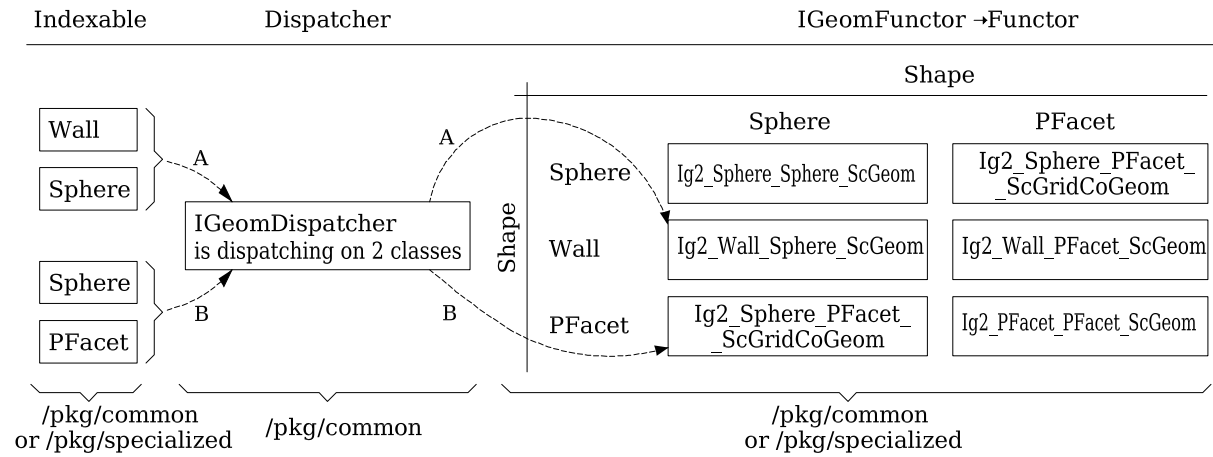 Indexable
Dispatcher
IGeomFunctor →Functor
Shape
Sphere
PFacet
Wall
Sphere
A
IGeomDispatcher
is dispatching on 2 classes
Sphere
PFacet
B
A
B
Shape
Sphere
Ig2_Sphere_Sphere_ScGeom
Ig2_Sphere_PFacet_
_ScGridCoGeom
Wall
Ig2_Wall_Sphere_ScGeom
Ig2_Wall_PFacet_ScGeom
PFacet
Ig2_Sphere_PFacet_
_ScGridCoGeom
Ig2_PFacet_PFacet_ScGeom
/pkg/common
or /pkg/specialized
/pkg/common
/pkg/common
or /pkg/specialized